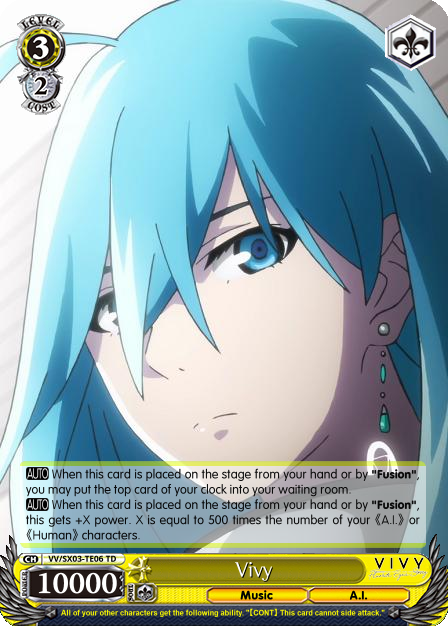 LEVEL
3
2
COST
AUTO When this card is placed on the stage from your hand or by "Fusion",
you may put the top card of your clock into your waiting room.
AUTO When this card is placed on the stage from your hand or by "Fusion",
this gets +X power. X is equal to 500 times the number of your 《A.I.》 or
《Human》 characters.
CH VV/SX03-TE06 TD
Vivy
VIVY
POWER 10000 SOUL
Music
A.I.
All of your other characters get the following ability. "【CONT】 This card cannot side attack."